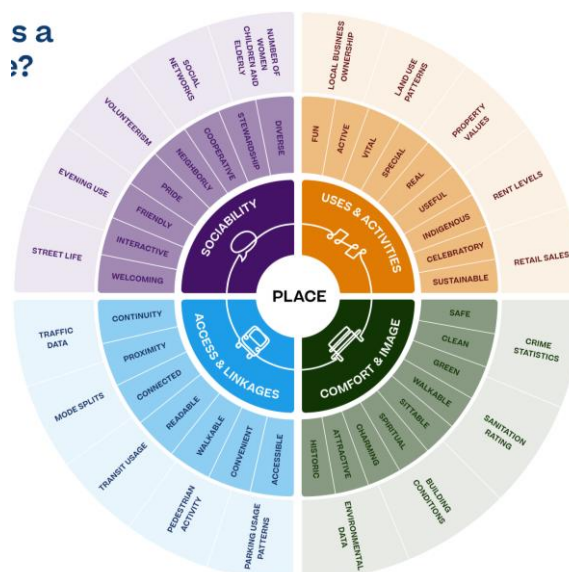 s a
e?
NUMBER OF
WOMEN
CHILDREN AND
ELDERLY
SOCIAL
NETWORKS
VOLUNTEERISM
EVENING USE
STREET LIFE
DIVERSE
STEWARDSHIP
COOPERATIVE
NEIGHBORLY
PRIDE
FRIENDLY
INTERACTIVE
WELCOMING
SOCIABILITY
LOCAL BUSINESS
OWNERSHIP
LAND USE
PATTERNS
PROPERTY
VALUES
RENT LEVELS
RETAIL SALES
FUN
ACTIVE
VITAL
SPECIAL
REAL
USEFUL
INDIGENOUS
CELEBRATORY
SUSTAINABLE
USES & ACTIVITIES
PLACE
ACCESS & LINKAGES
CONTINUITY
PROXIMITY
CONNECTED
READABLE
WALKABLE
CONVENIENT
ACCESSIBLE
TRAFFIC
DATA
MODE SPLITS
TRANSIT USAGE
PEDESTRIAN
ACTIVITY
PARKING USAGE
PATTERNS
COMFORT & IMAGE
SAFE
CLEAN
GREEN
WALKABLE
SITTABLE
SPIRITUAL
CHARMING
ATTRACTIVE
HISTORIC
CRIME
STATISTICS
SANITATION
RATING
BUILDING
CONDITIONS
ENVIRONMENTAL
DATA